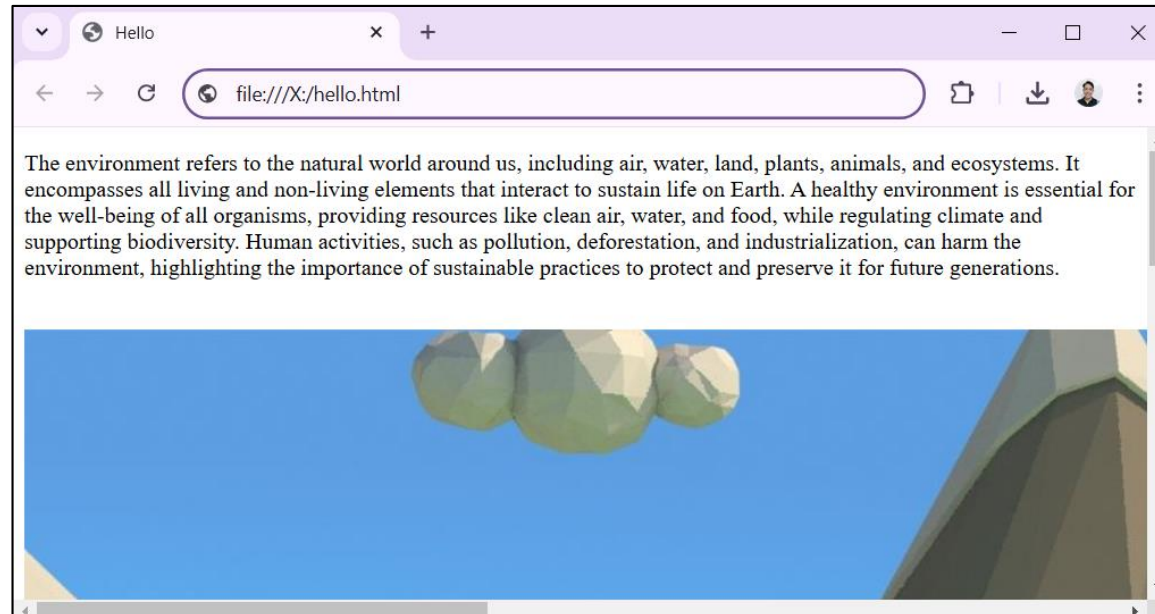 Hello
file:///X:/hello.html
The environment refers to the natural world around us, including air, water, land, plants, animals, and ecosystems. It
encompasses all living and non-living elements that interact to sustain life on Earth. A healthy environment is essential for
the well-being of all organisms, providing resources like clean air, water, and food, while regulating climate and
supporting biodiversity. Human activities, such as pollution, deforestation, and industrialization, can harm the
environment, highlighting the importance of sustainable practices to protect and preserve it for future generations.